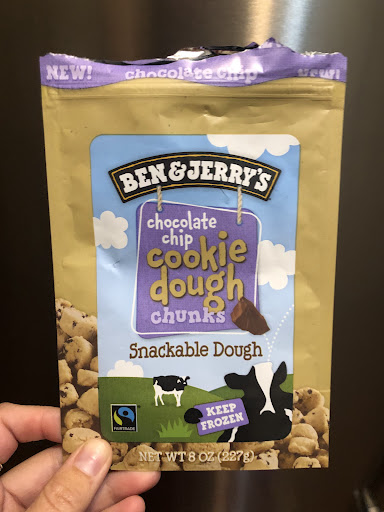 NEW! chocolate chip NEW!
BEN & JERRY'S
chocolate
chip
cookie
dough
chunks
Snackable Dough
KEEP
FROZEN
FAIRTRADE
NET WT 8 OZ (227g)